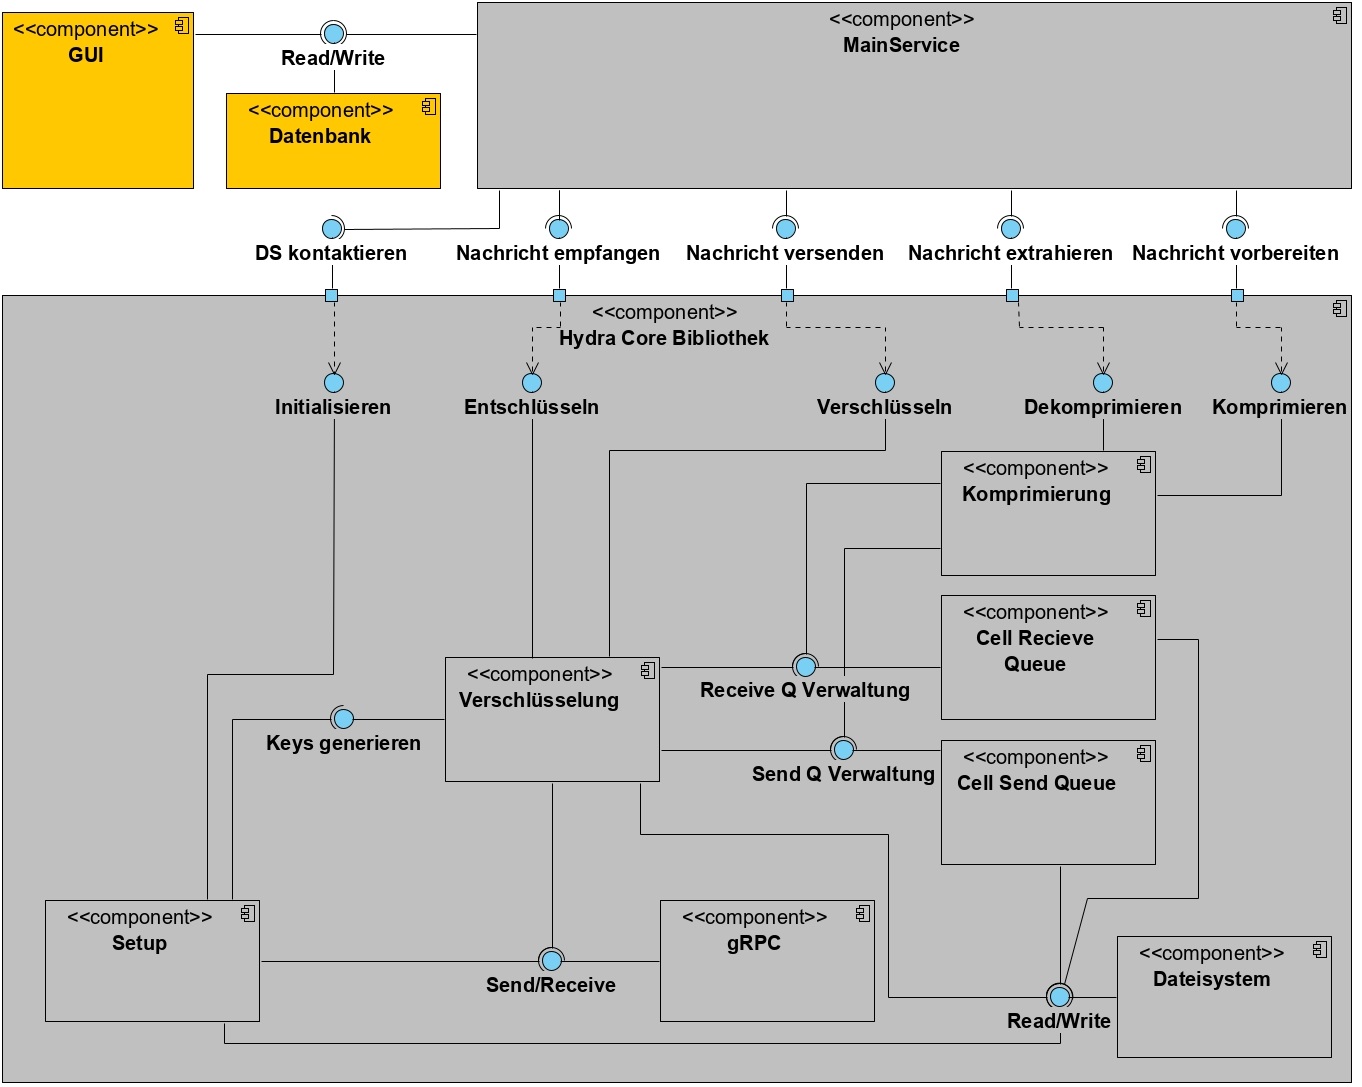 <<component>>
GUI
Read/Write
<<component>>
Datenbank
<<component>>
MainService
DS kontaktieren
Nachricht empfangen
Nachricht versenden
Nachricht extrahieren
Nachricht vorbereiten
<<component>>
Hydra Core Bibliothek
Initialisieren
Entschlüsseln
Verschlüsseln
Dekomprimieren
Komprimieren
<<component>>
Komprimierung
<<component>>
Cell Recieve
Queue
<<component>>
Verschlüsselung
Receive Q Verwaltung
Keys generieren
Send Q Verwaltung
<<component>>
Cell Send Queue
<<component>>
Setup
Send/Receive
<<component>>
gRPC
Read/Write
<<component>>
Dateisystem